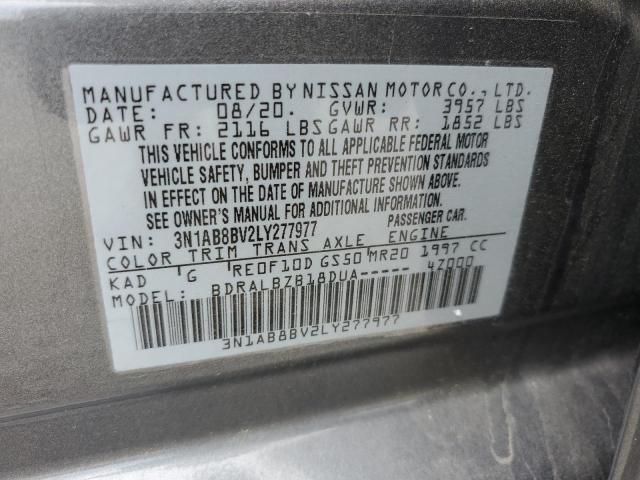 MANUFACTURED BY NISSAN MOTOR CO., LTD.
DATE: 08/20. GVWR: 3957 LBS
GAWR FR: 2116 LBS GAWR RR: 1852 LBS
THIS VEHICLE CONFORMS TO ALL APPLICABLE FEDERAL MOTOR
VEHICLE SAFETY, BUMPER AND THEFT PREVENTION STANDARDS
IN EFFECT ON THE DATE OF MANUFACTURE SHOWN ABOVE.
SEE OWNER'S MANUAL FOR ADDITIONAL INFORMATION.
VIN: 3N1AB8BV2LY277977 PASSENGER CAR.
COLOR TRIM TRANS AXLE ENGINE
KAD G RE0F10D GS50 MR20 1997 CC
MODEL: BDRALBZB18DUA----- 4Z000
3N1AB8BV2LY277977